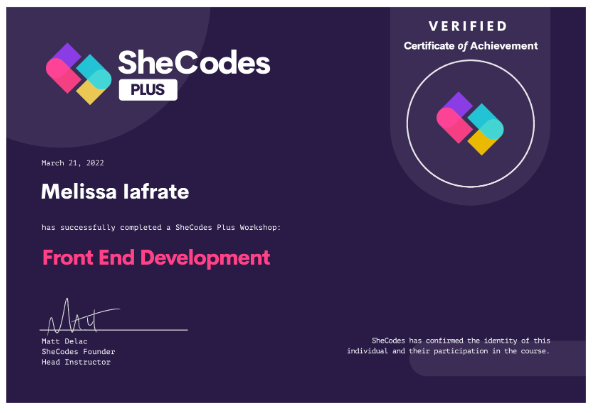 SheCodes
PLUS
VERIFIED
Certificate of Achievement
March 21, 2022
Melissa Iafrate
has successfully completed a SheCodes Plus Workshop:
Front End Development
Matt
Matt Delac
SheCodes Founder
Head Instructor
SheCodes has confirmed the identity of this
individual and their participation in the course.